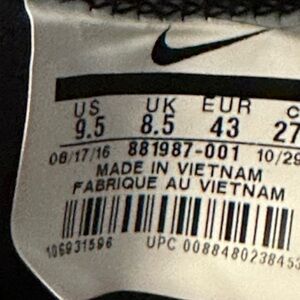 US UK EUR C
9.5 8.5 43 27
08/17/16 881987-001 10/29
MADE IN VIETNAM
FABRIQUE AU VIETNAM
106931596 UPC 0088480238453